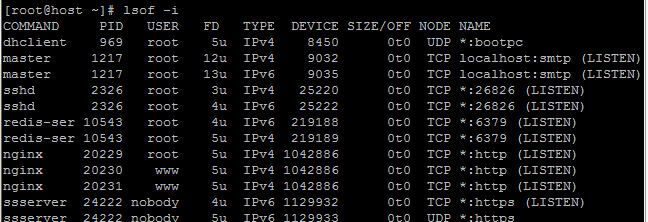 [root@host ~]# lsof -i
COMMAND PID USER FD TYPE DEVICE SIZE/OFF NODE NAME
dhclient 969 root 5u IPv4 8450 0t0 UDP *:bootpc
master 1217 root 12u IPv4 9032 0t0 TCP localhost:smtp (LISTEN)
master 1217 root 13u IPv6 9035 0t0 TCP localhost:smtp (LISTEN)
sshd 2326 root 3u IPv4 25220 0t0 TCP *:26826 (LISTEN)
sshd 2326 root 4u IPv6 25222 0t0 TCP *:26826 (LISTEN)
redis-ser 10543 root 4u IPv6 219188 0t0 TCP *:6379 (LISTEN)
redis-ser 10543 root 5u IPv4 219189 0t0 TCP *:6379 (LISTEN)
nginx 20229 root 5u IPv4 1042886 0t0 TCP *:http (LISTEN)
nginx 20230 www 5u IPv4 1042886 0t0 TCP *:http (LISTEN)
nginx 20231 www 5u IPv4 1042886 0t0 TCP *:http (LISTEN)
ssserver 24222 nobody 4u IPv6 1129932 0t0 TCP *:https (LISTEN)
ssserver 24222 nobody 5u IPv6 1129933 0t0 UDP *:https